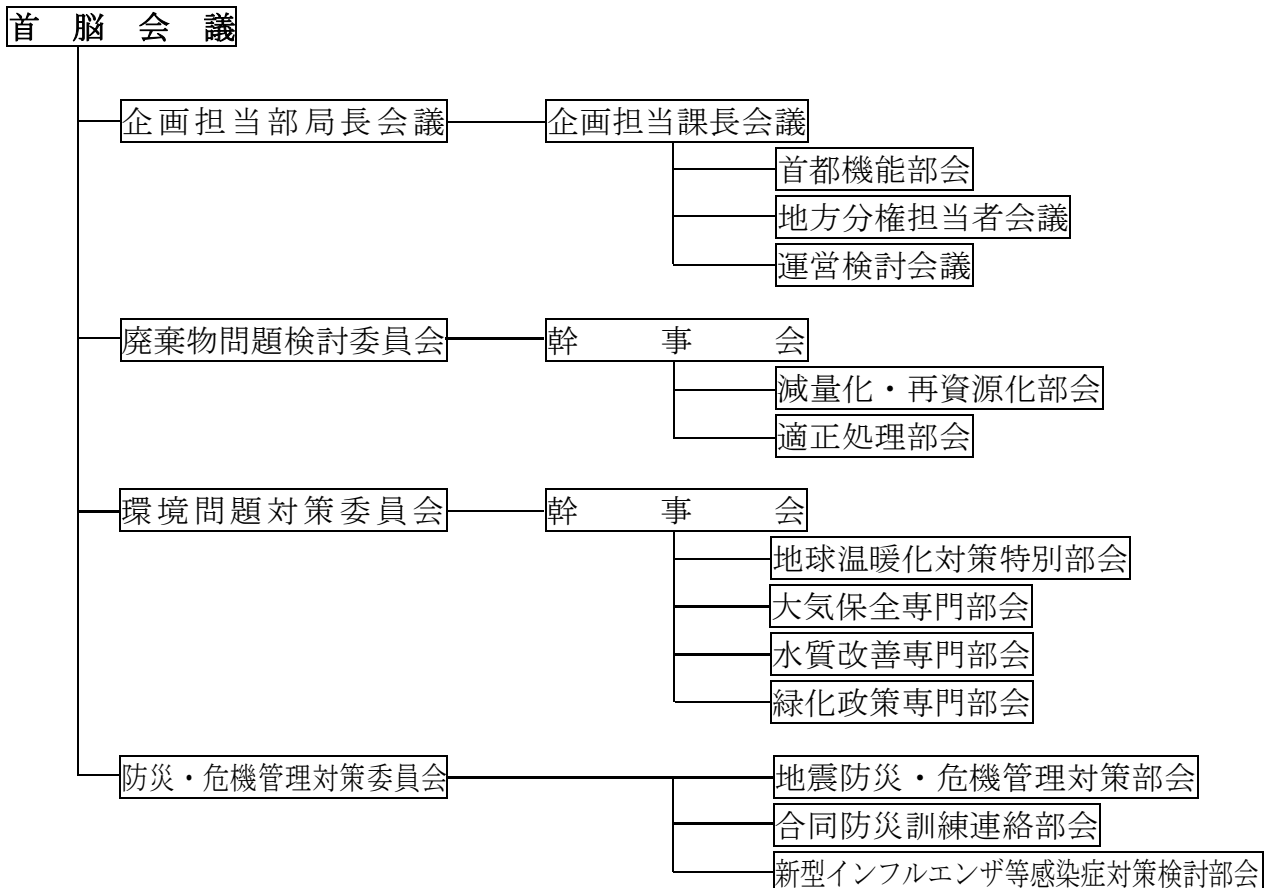 首脳会議
企画担当部局長会議 企画担当課長会議
首都機能部会
地方分権担当者会議
運営検討会議
廃棄物問題検討委員会 幹事会
減量化・再資源化部会
適正処理部会
環境問題対策委員会 幹事会
地球温暖化対策特別部会
大気保全専門部会
水質改善専門部会
緑化政策専門部会
防災・危機管理対策委員会 地震防災・危機管理対策部会
合同防災訓練連絡部会
新型インフルエンザ等感染症対策検討部会